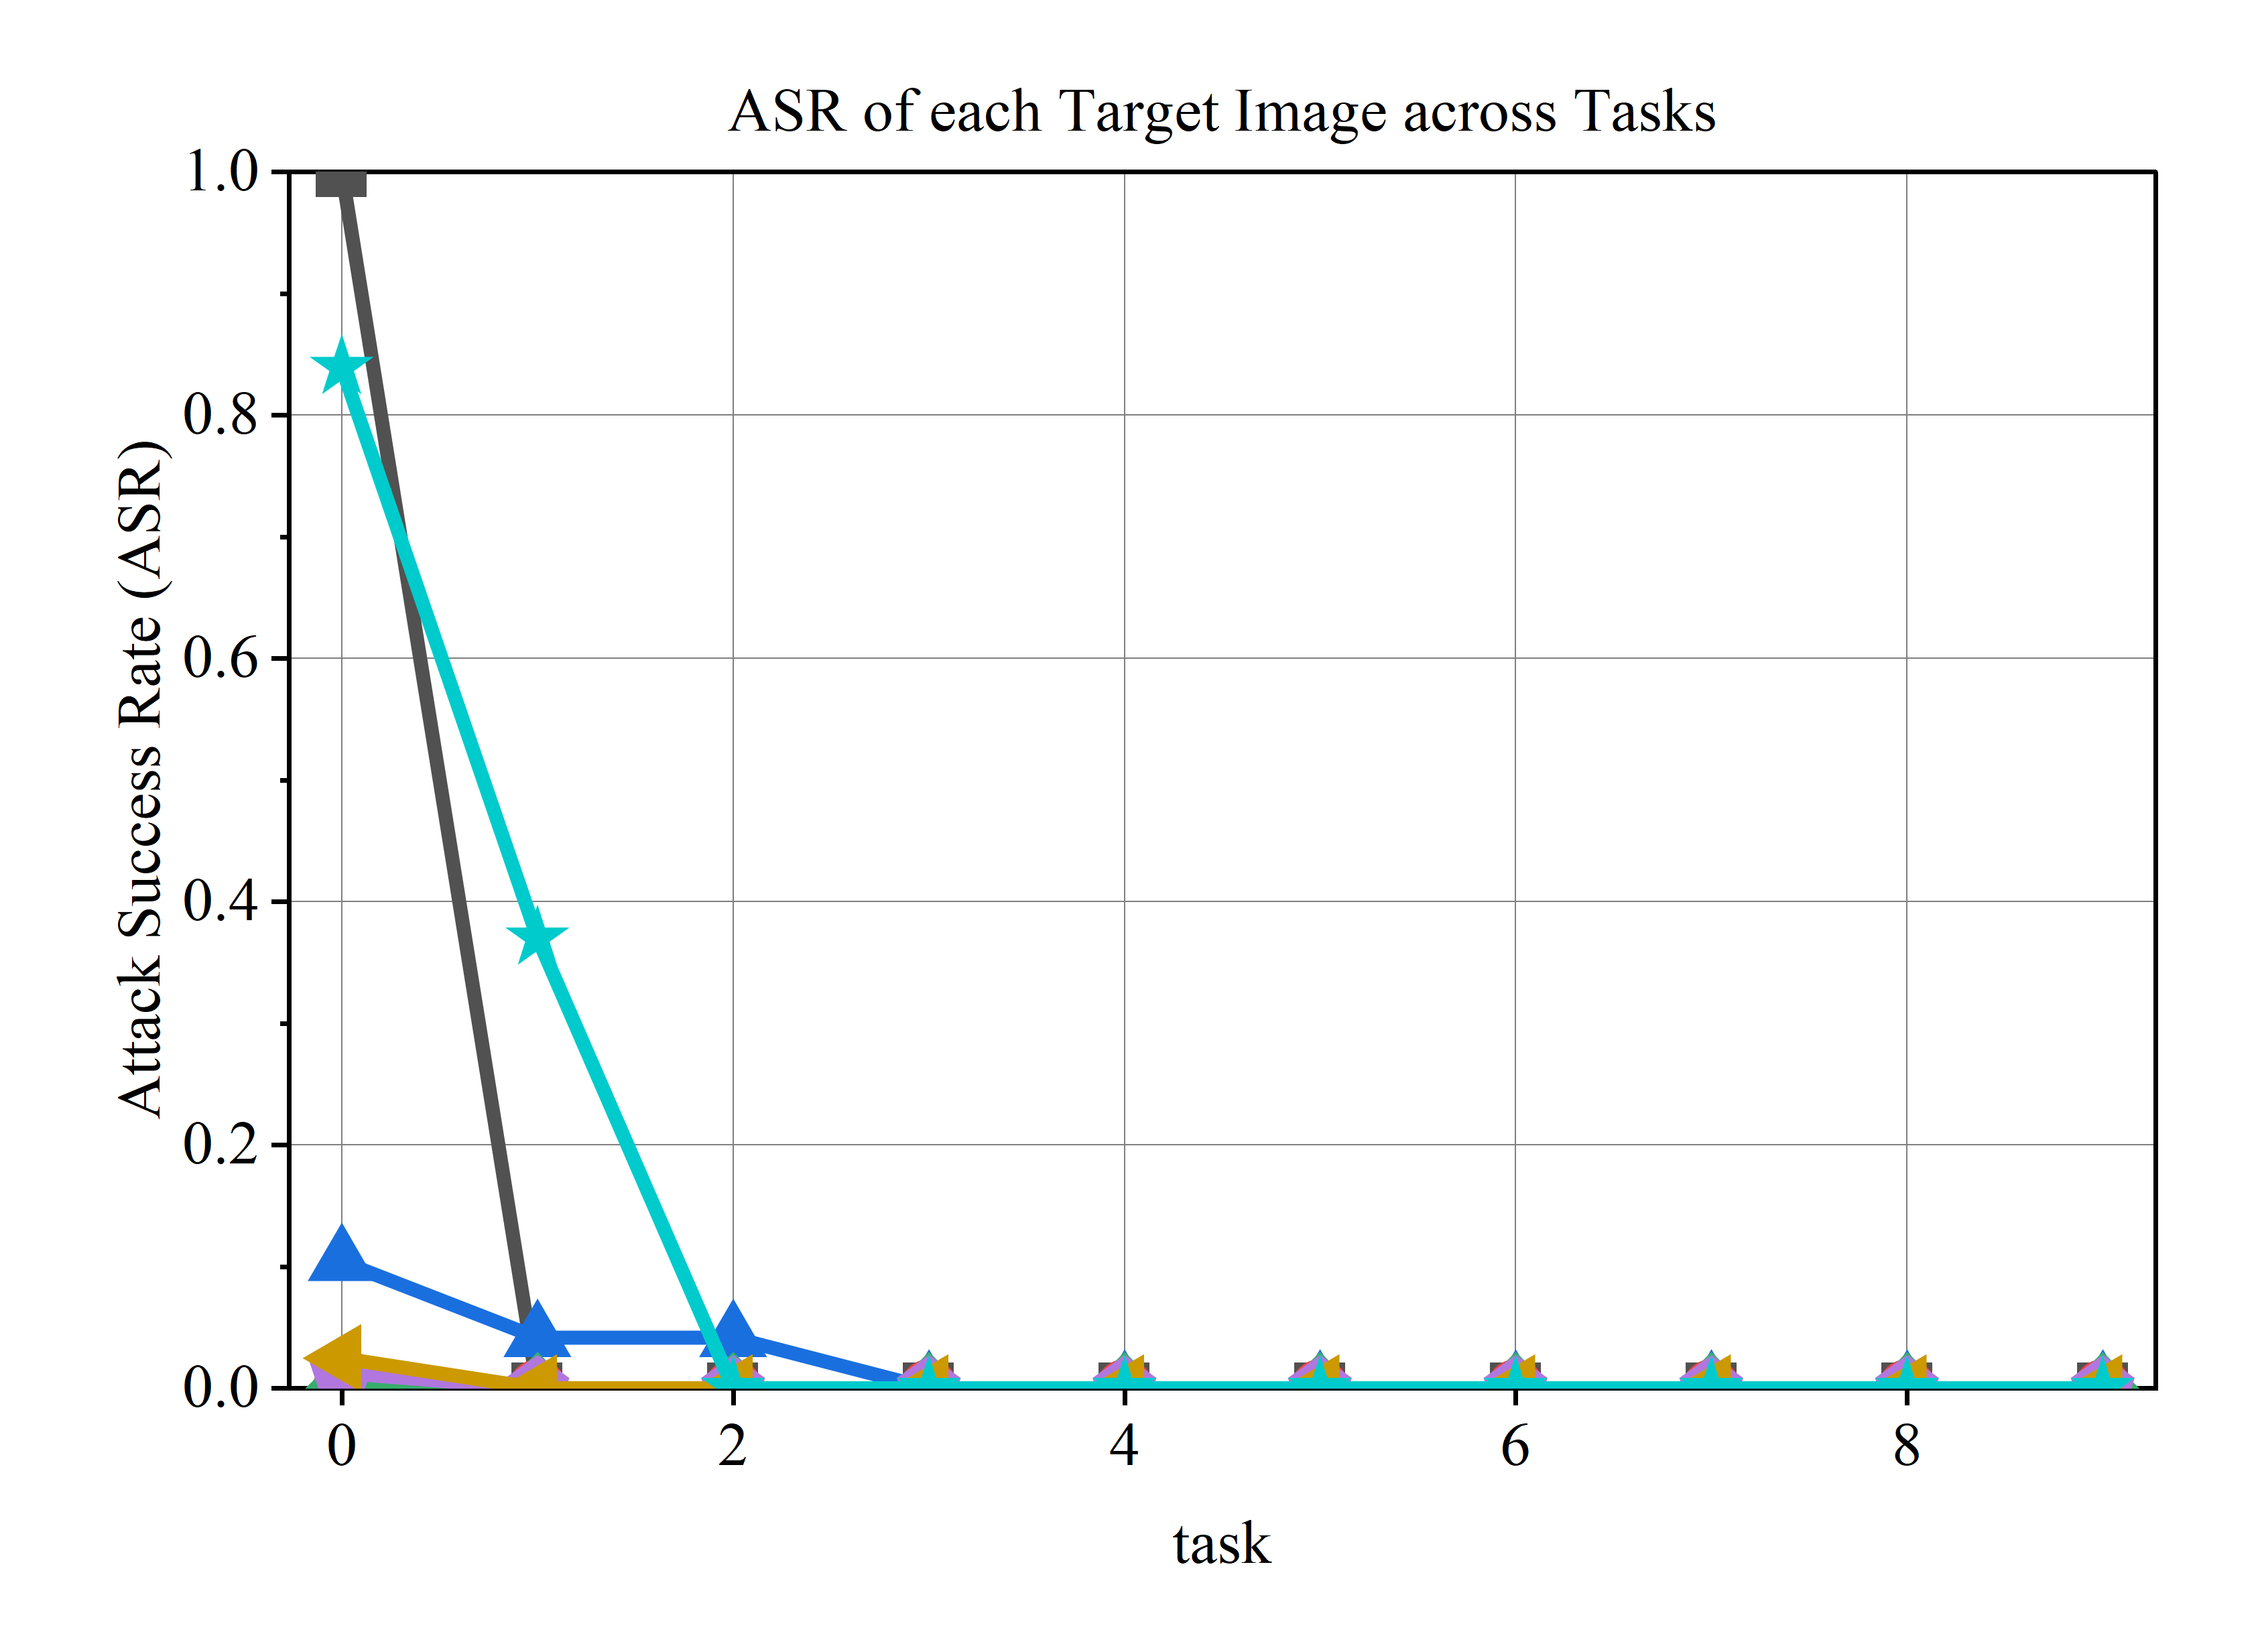 ASR of each Target Image across Tasks
Attack Success Rate (ASR)
1.0
0.8
0.6
0.4
0.2
0.0
0 2 4 6 8
task